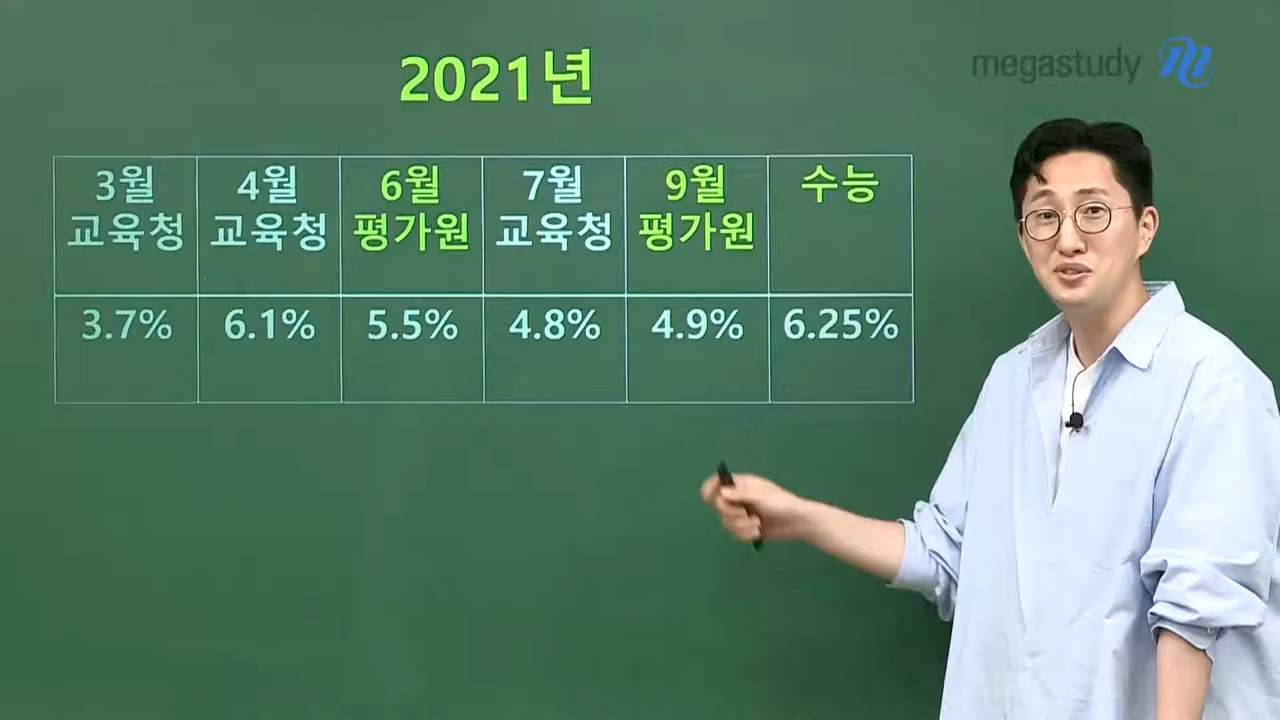 2021년
megastudy
3월 4월 6월 7월 9월 수능
교육청 교육청 평가원 교육청 평가원
3.7% 6.1% 5.5% 4.8% 4.9% 6.25%